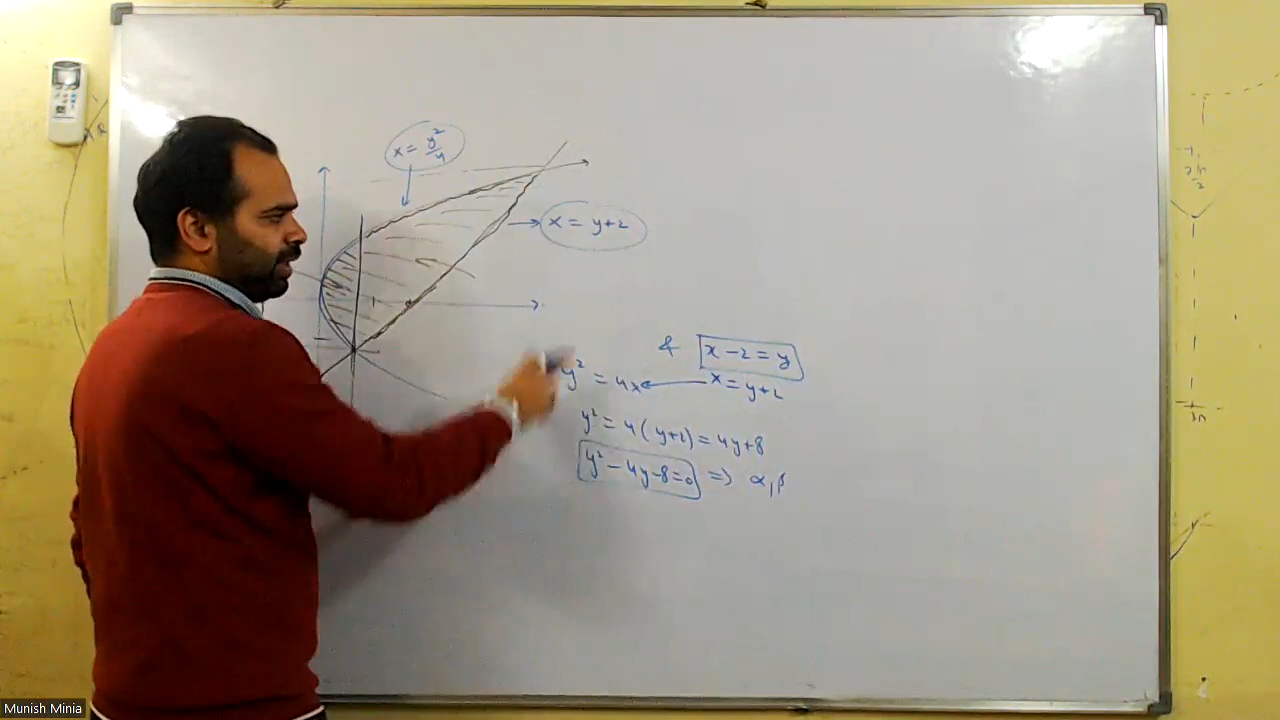 x = y²/4
x = y+2
& x-2 = y
y² = 4x x = y+2
y² = 4(y+2) = 4y+8
y² - 4y - 8 = 0 ⇒ α, β
Munish Minia